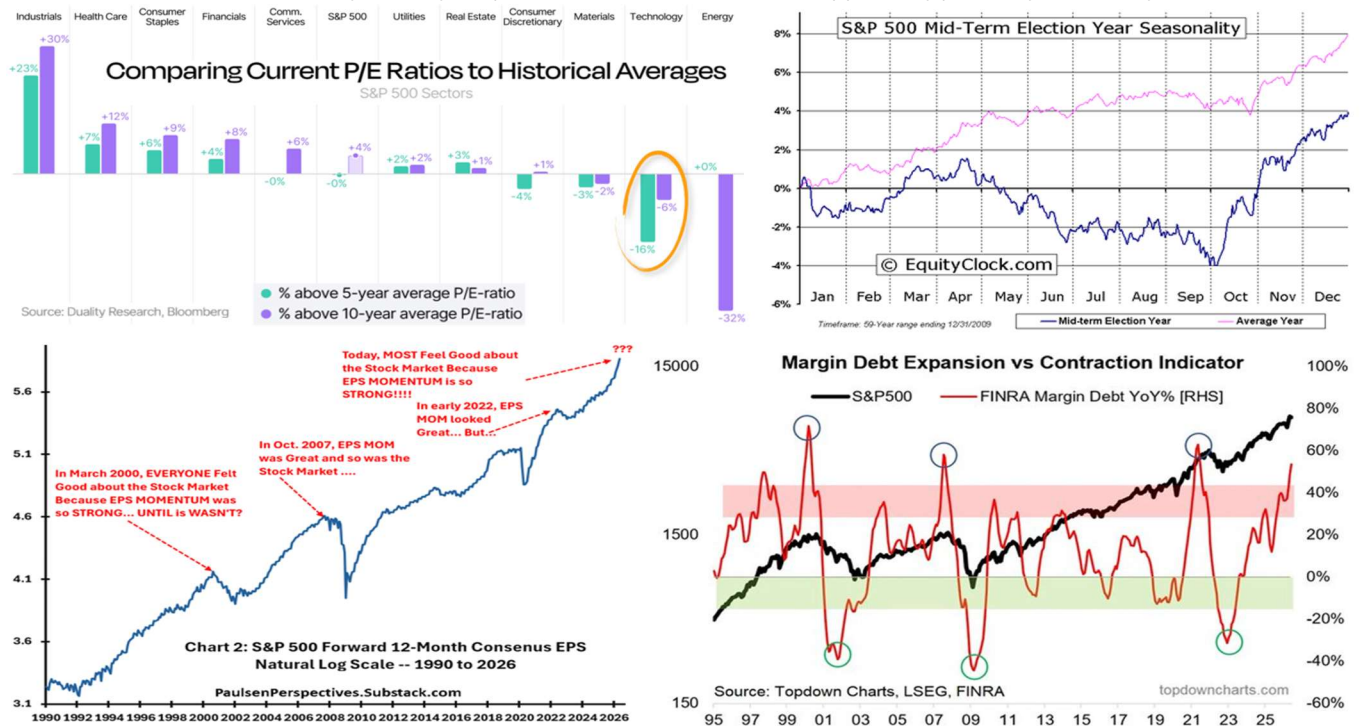 Industrials
Health Care
Consumer
Staples
Financials
Comm.
Services
S&P 500
Utilities
Real Estate
Consumer
Discretionary
Materials
Technology
Energy
+30%
+23%
Comparing Current P/E Ratios to Historical Averages
S&P 500 Sectors
+7%
+12%
+6%
+9%
+4%
+8%
-0%
+6%
-0%
+4%
+2%
+2%
+3%
+1%
-4%
+1%
-3%
-2%
-16%
-6%
+0%
-32%
% above 5-year average P/E-ratio
% above 10-year average P/E-ratio
Source: Duality Research, Bloomberg
S&P 500 Mid-Term Election Year Seasonality
8%
6%
4%
2%
0%
-2%
-4%
-6%
© EquityClock.com
Jan
Feb
Mar
Apr
May
Jun
Jul
Aug
Sep
Oct
Nov
Dec
Timeframe: 59-Year range ending 12/31/2009
Mid-term Election Year
Average Year
Today, MOST Feel Good about
the Stock Market Because
EPS MOMENTUM is so
STRONG!!!!
???
In early 2022, EPS
MOM looked
Great... But...
In Oct. 2007, EPS MOM
was Great and so was the
Stock Market ....
In March 2000, EVERYONE Felt
Good about the Stock Market
Because EPS MOMENTUM was
so STRONG... UNTIL is WASN'T?
5.6
5.1
4.6
4.1
3.6
3.1
Chart 2: S&P 500 Forward 12-Month Consenus EPS
Natural Log Scale -- 1990 to 2026
PaulsenPerspectives.Substack.com
1990 1992 1994 1996 1998 2000 2002 2004 2006 2008 2010 2012 2014 2016 2018 2020 2022 2024 2026
Margin Debt Expansion vs Contraction Indicator
S&P500
FINRA Margin Debt YoY% [RHS]
15000
1500
150
100%
80%
60%
40%
20%
0%
-20%
-40%
-60%
Source: Topdown Charts, LSEG, FINRA
topdowncharts.com
95 97 99 01 03 05 07 09 11 13 15 17 19 21 23 25